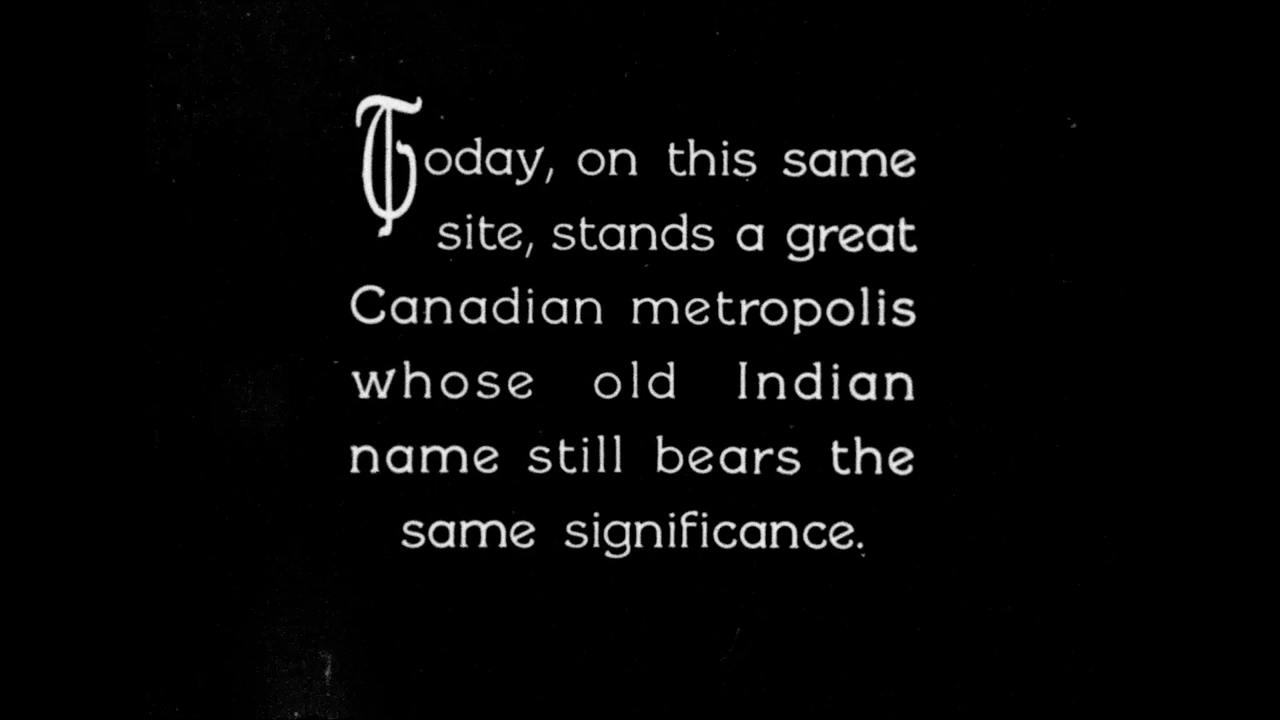 Today, on this same
site, stands a great
Canadian metropolis
whose old Indian
name still bears the
same significance.